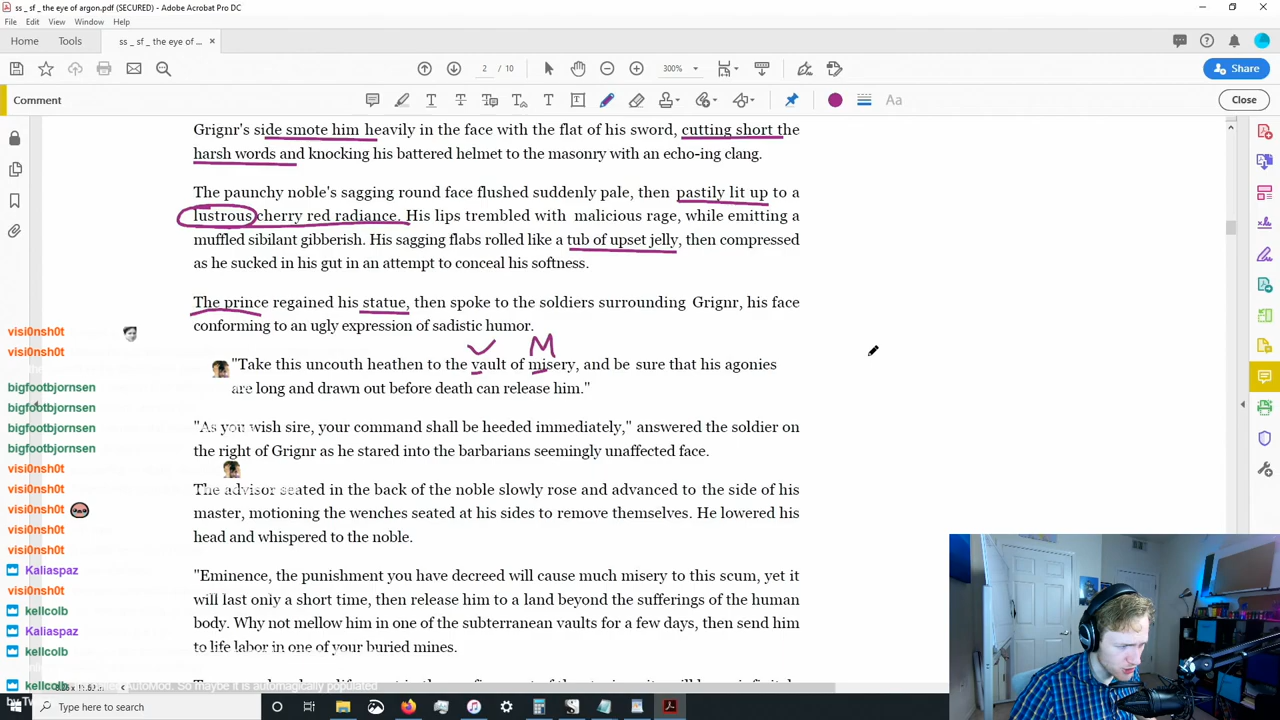 ss _ sf _ the eye of argon.pdf (SECURED) - Adobe Acrobat Pro DC
File Edit View Window Help
Home Tools ss _ sf _ the eye of ... ×
2 / 10 300% Share
Comment Aa Close
Grignr's side smote him heavily in the face with the flat of his sword, cutting short the
harsh words and knocking his battered helmet to the masonry with an echo-ing clang.
The paunchy noble's sagging round face flushed suddenly pale, then pastily lit up to a
lustrous cherry red radiance. His lips trembled with malicious rage, while emitting a
muffled sibilant gibberish. His sagging flabs rolled like a tub of upset jelly, then compressed
as he sucked in his gut in an attempt to conceal his softness.
The prince regained his statue, then spoke to the soldiers surrounding Grignr, his face
conforming to an ugly expression of sadistic humor.
V M
"Take this uncouth heathen to the vault of misery, and be sure that his agonies
are long and drawn out before death can release him."
"As you wish sire, your command shall be heeded immediately," answered the soldier on
the right of Grignr as he stared into the barbarians seemingly unaffected face.
The advisor seated in the back of the noble slowly rose and advanced to the side of his
master, motioning the wenches seated at his sides to remove themselves. He lowered his
head and whispered to the noble.
"Eminence, the punishment you have decreed will cause much misery to this scum, yet it
will last only a short time, then release him to a land beyond the sufferings of the human
body. Why not mellow him in one of the subterranean vaults for a few days, then send him
to life labor in one of your buried mines.
visi0nsh0t
visi0nsh0t
bigfootbjornsen
bigfootbjornsen
bigfootbjornsen
bigfootbjornsen
visi0nsh0t
visi0nsh0t
visi0nsh0t
visi0nsh0t
visi0nsh0t
Kaliaspaz
visi0nsh0t
kellcolb
Kaliaspaz
kellcolb
kellcolb AutoMod. So maybe it is automagically populated
by
Type here to search